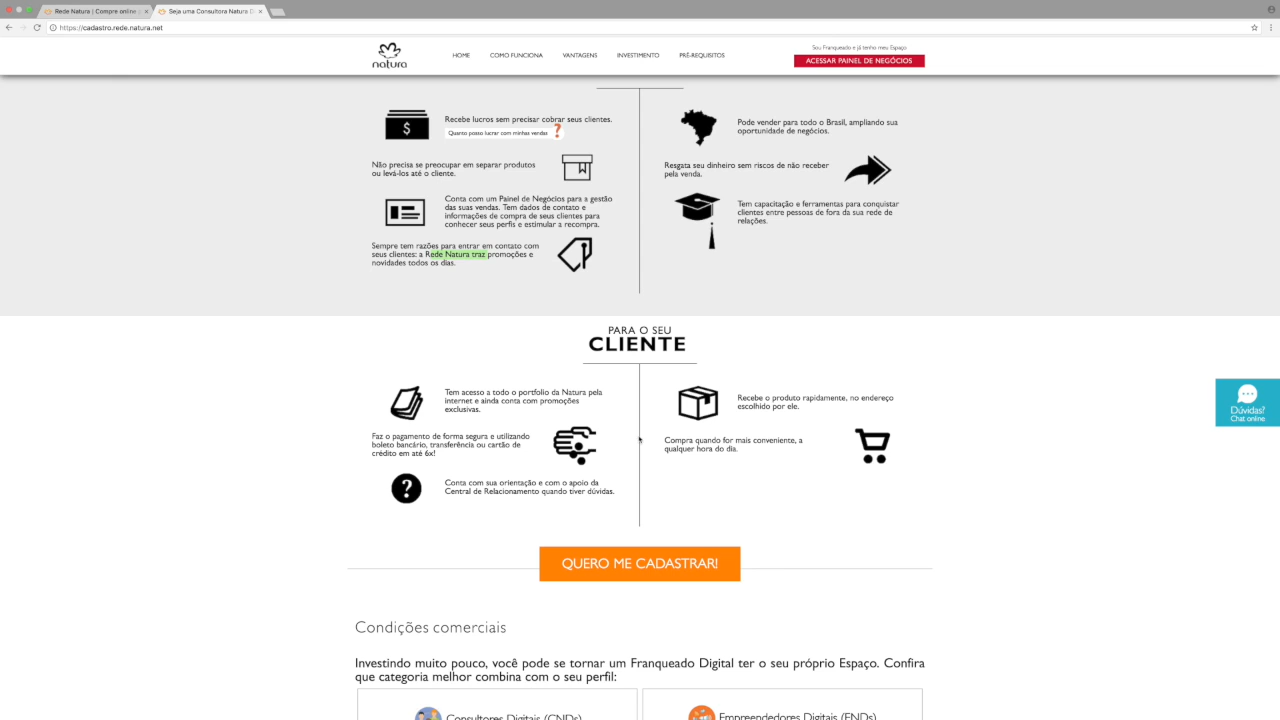 Rede Natura | Compre online
Seja uma Consultora Natura D
https://cadastro.rede.natura.net
natura
HOME
COMO FUNCIONA
VANTAGENS
INVESTIMENTO
PRÉ-REQUISITOS
Sou Franqueado e já tenho meu Espaço
ACESSAR PAINEL DE NEGÓCIOS
Recebe lucros sem precisar cobrar seus clientes.
Quanto posso lucrar com minhas vendas ?
Não precisa se preocupar em separar produtos
ou levá-los até o cliente.
Conta com um Painel de Negócios para a gestão
das suas vendas. Tem dados de contato e
informações de compra de seus clientes para
conhecer seus perfis e estimular a recompra.
Sempre tem razões para entrar em contato com
seus clientes: a Rede Natura traz promoções e
novidades todos os dias.
Pode vender para todo o Brasil, ampliando sua
oportunidade de negócios.
Resgata seu dinheiro sem riscos de não receber
pela venda.
Tem capacitação e ferramentas para conquistar
clientes entre pessoas de fora da sua rede de
relações.
PARA O SEU
CLIENTE
Tem acesso a todo o portfolio da Natura pela
internet e ainda conta com promoções
exclusivas.
Faz o pagamento de forma segura e utilizando
boleto bancário, transferência ou cartão de
crédito em até 6x!
Conta com sua orientação e com o apoio da
Central de Relacionamento quando tiver dúvidas.
Recebe o produto rapidamente, no endereço
escolhido por ele.
Compra quando for mais conveniente, a
qualquer hora do dia.
Dúvidas?
Chat online
QUERO ME CADASTRAR!
Condições comerciais
Investindo muito pouco, você pode se tornar um Franqueado Digital ter o seu próprio Espaço. Confira
que categoria melhor combina com o seu perfil:
Consultores Digitais (CNDs)
Empreendedores Digitais (ENDs)